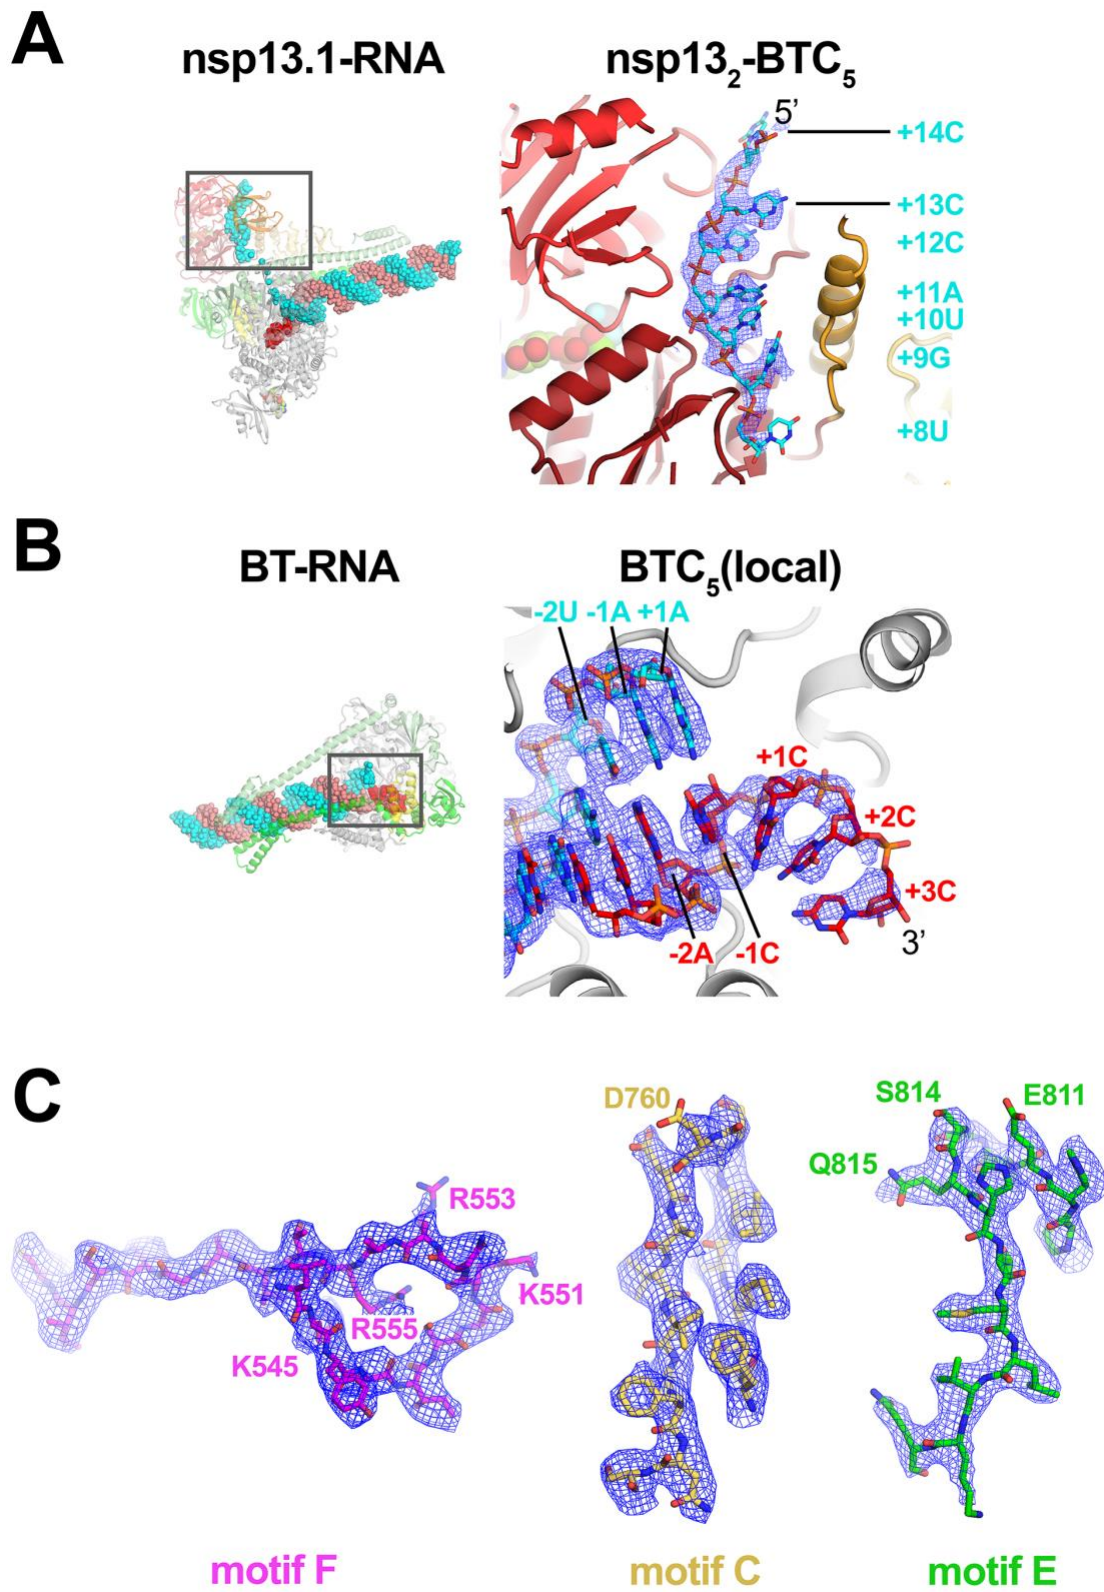 A
nsp13.1-RNA
nsp13₂-BTC₅
5’
+14C
+13C
+12C
+11A
+10U
+9G
+8U
B
BT-RNA
BTC₅(local)
-2U -1A +1A
+1C
+2C
+3C
3’
-2A -1C
C
D760
S814
E811
Q815
R553
K551
R555
K545
motif F
motif C
motif E